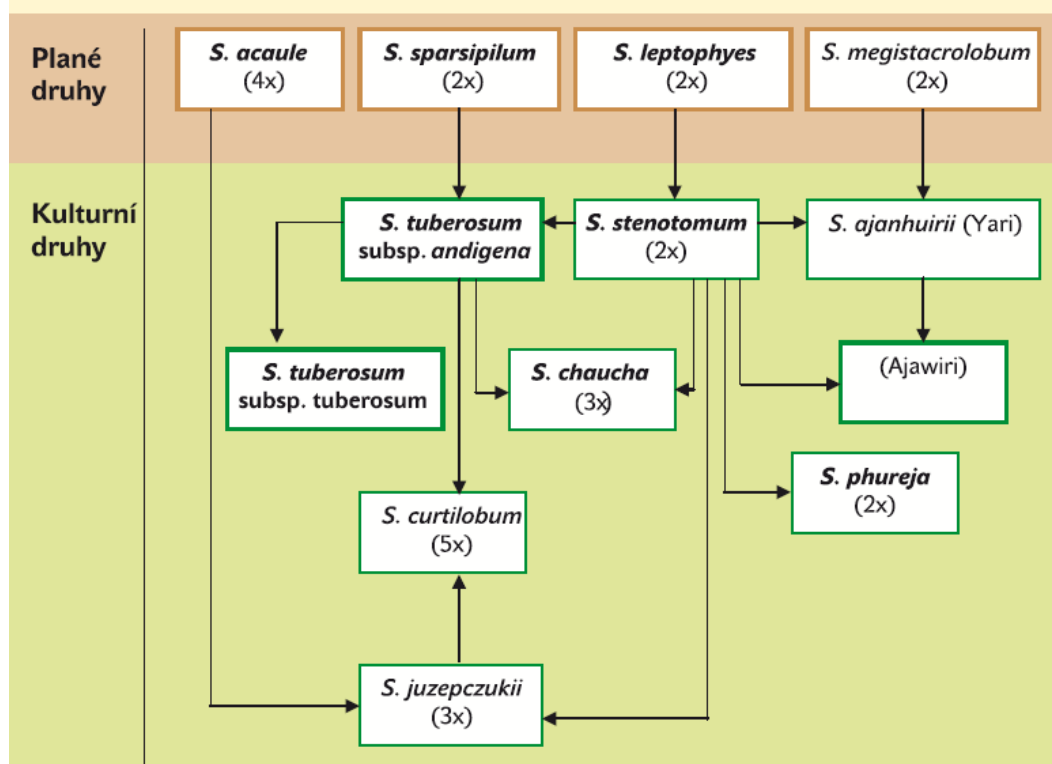 Plané
druhy
S. acaule
(4x)
S. sparsipilum
(2x)
S. leptophyes
(2x)
S. megistacrolobum
(2x)
Kulturní
druhy
S. tuberosum
subsp. andigena
S. stenotomum
(2x)
S. ajanhuirii (Yari)
S. tuberosum
subsp. tuberosum
S. chaucha
(3x)
(Ajawiri)
S. phureja
(2x)
S. curtilobum
(5x)
S. juzepczukii
(3x)